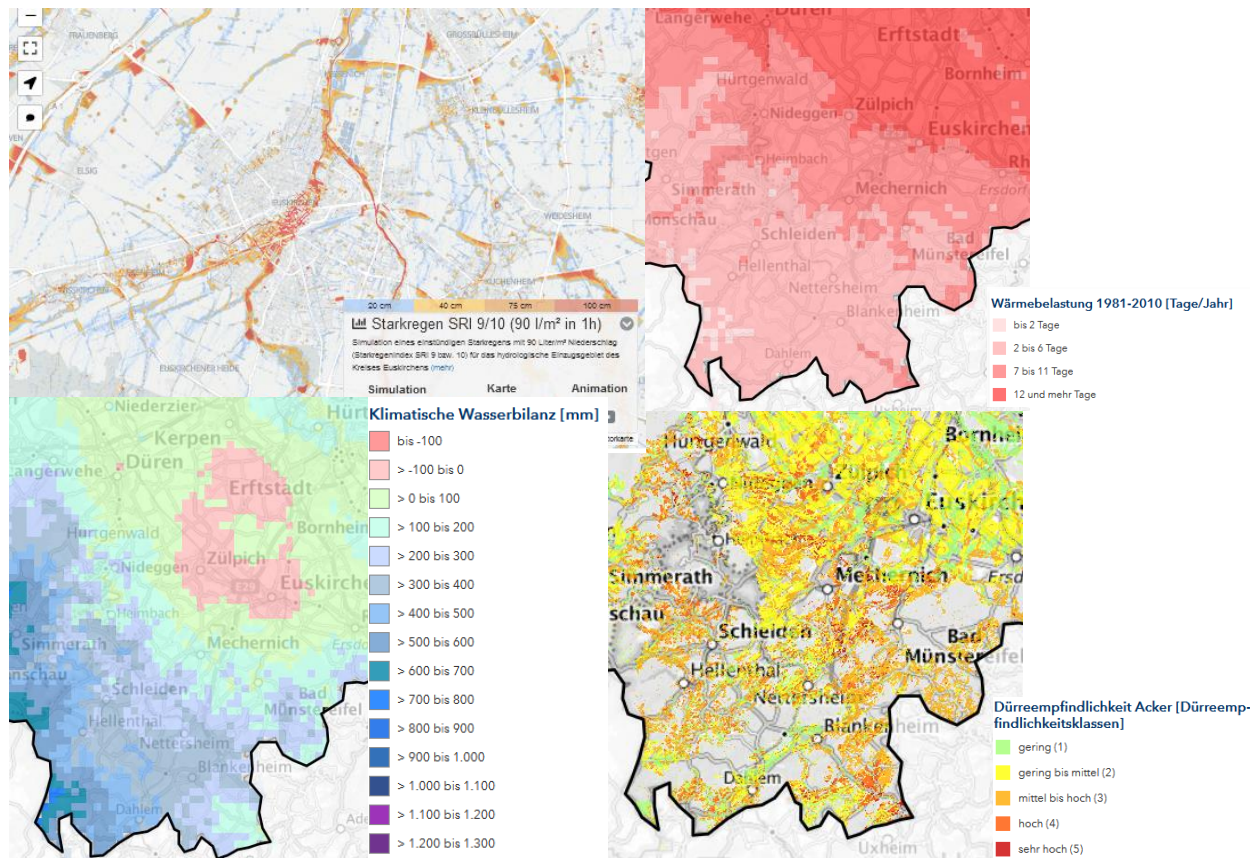 FRAUENBERG
GROSSBÜLLESHEIM
A 1
ELSIG
WEIDESHEIM
KUCHENHEIM
EUSKIRCHENER HEIDE
20 cm 40 cm 75 cm 100 cm
Starkregen SRI 9/10 (90 l/m² in 1h)
Simulation eines einstündigen Starkregens mit 90 Liter/m² Niederschlag
(Starkregenindex SRI 9 bzw. 10) für das hydrologische Einzugsgebiet des
Kreises Euskirchens (mehr)
Simulation Karte Animation
Langerwehe Düren
Erftstadt
Bornheim
Hürtgenwald
Zülpich
Nideggen
Euskirchen
Heimbach
Simmerath
Mechernich
Monschau
Schleiden
Bad
Münstereifel
Hellenthal
Nettersheim
Blankenheim
Dahlem
Wärmebelastung 1981-2010 [Tage/Jahr]
bis 2 Tage
2 bis 6 Tage
7 bis 11 Tage
12 und mehr Tage
Niederzier
Kerpen
Langerwehe
Düren
Erftstadt
Bornheim
Hürtgenwald
Zülpich
Nideggen
Euskirche
Heimbach
Mechernich
Simmerath
Schleiden
Bad
Münstereifel
Hellenthal
Nettersheim
Blankenheim
Dahlem
Klimatische Wasserbilanz [mm]
bis -100
> -100 bis 0
> 0 bis 100
> 100 bis 200
> 200 bis 300
> 300 bis 400
> 400 bis 500
> 500 bis 600
> 600 bis 700
> 700 bis 800
> 800 bis 900
> 900 bis 1.000
> 1.000 bis 1.100
> 1.100 bis 1.200
> 1.200 bis 1.300
Hürtgenwald
Bornheim
Zülpich
Euskirchen
Simmerath
Mechernich
schau
Schleiden
Bad
Münstereifel
Hellenthal
Nettersheim
Blankenheim
Dahlem
Uxheim
Dürreempfindlichkeit Acker [Dürreemp-
findlichkeitsklassen]
gering (1)
gering bis mittel (2)
mittel bis hoch (3)
hoch (4)
sehr hoch (5)